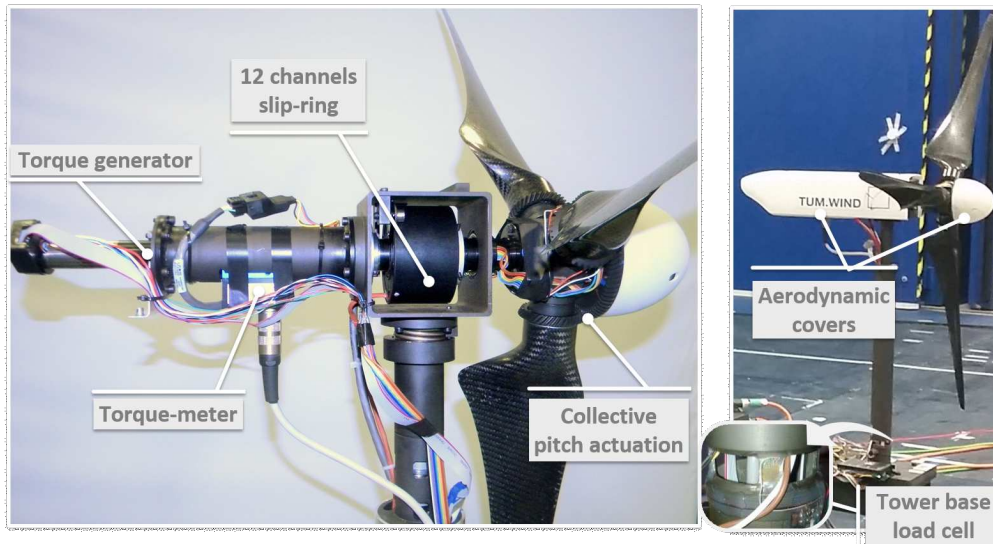 12 channels
slip-ring
Torque generator
Torque-meter
Collective
pitch actuation
TUM.WIND
Aerodynamic
covers
Tower base
load cell